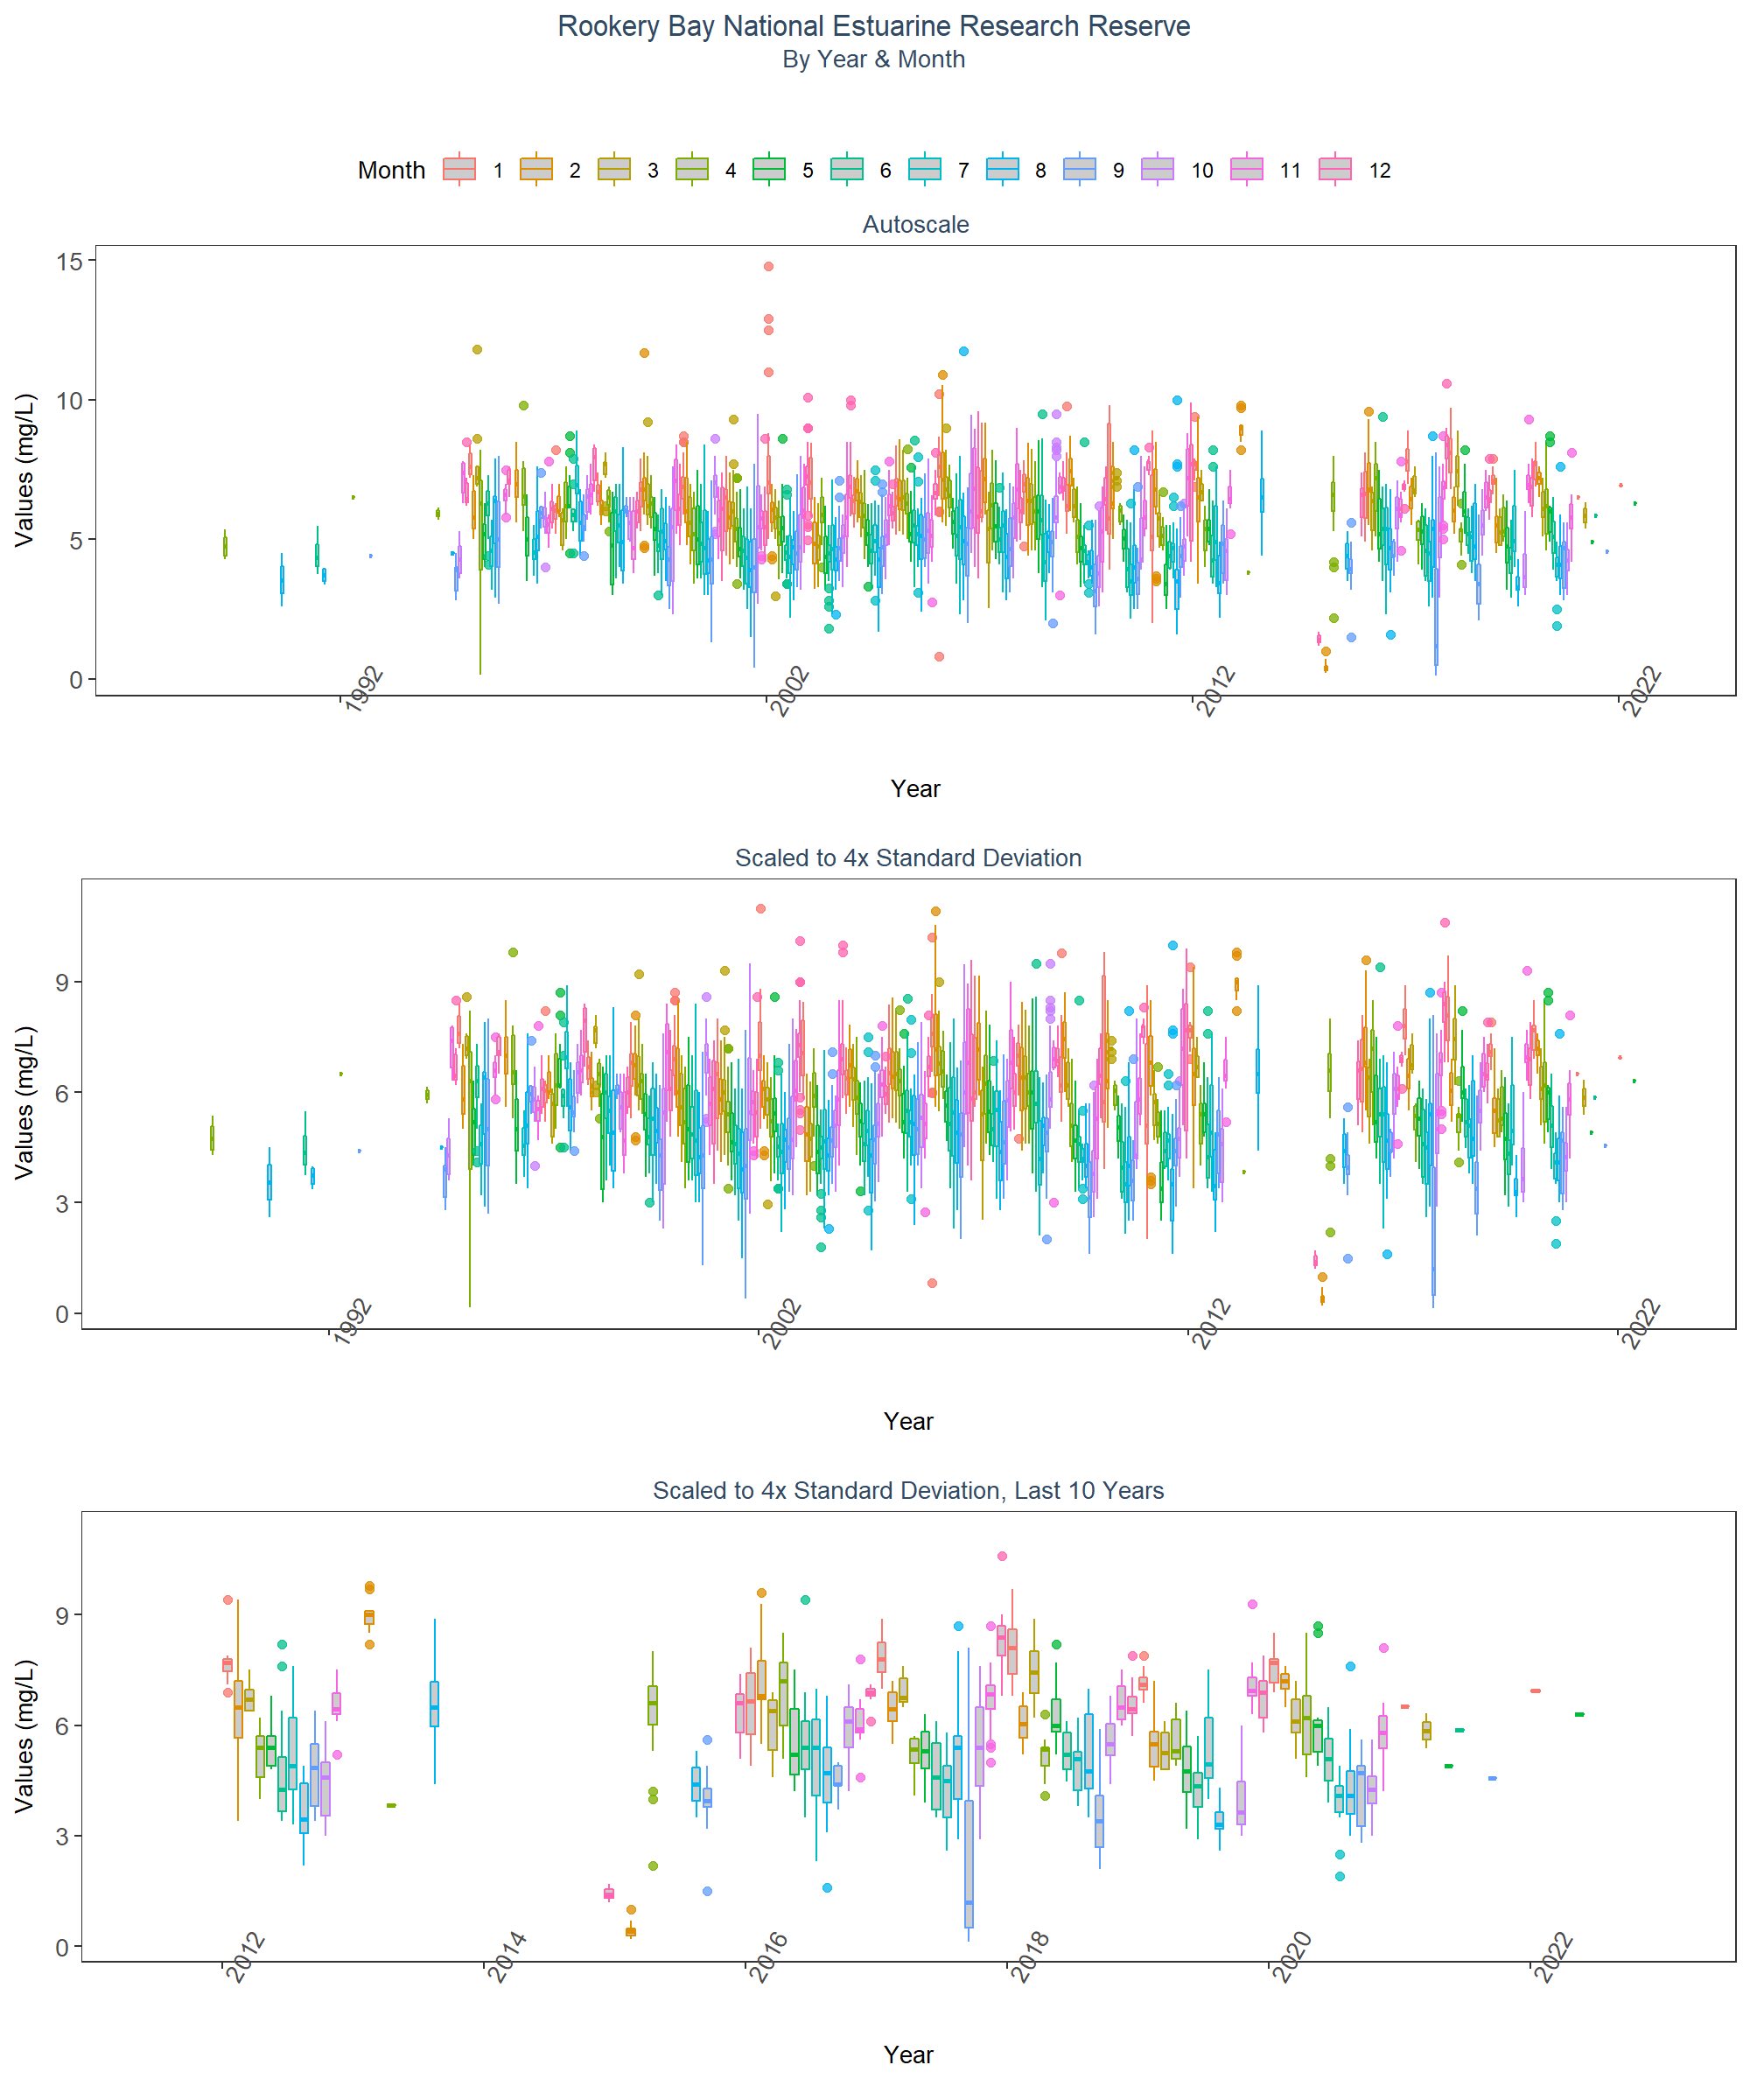 Rookery Bay National Estuarine Research Reserve
By Year & Month
Month 1 2 3 4 5 6 7 8 9 10 11 12
Autoscale
Values (mg/L)
15
10
5
0
1992 2002 2012 2022
Year
Scaled to 4x Standard Deviation
Values (mg/L)
9
6
3
0
1992 2002 2012 2022
Year
Scaled to 4x Standard Deviation, Last 10 Years
Values (mg/L)
9
6
3
0
2012 2014 2016 2018 2020 2022
Year